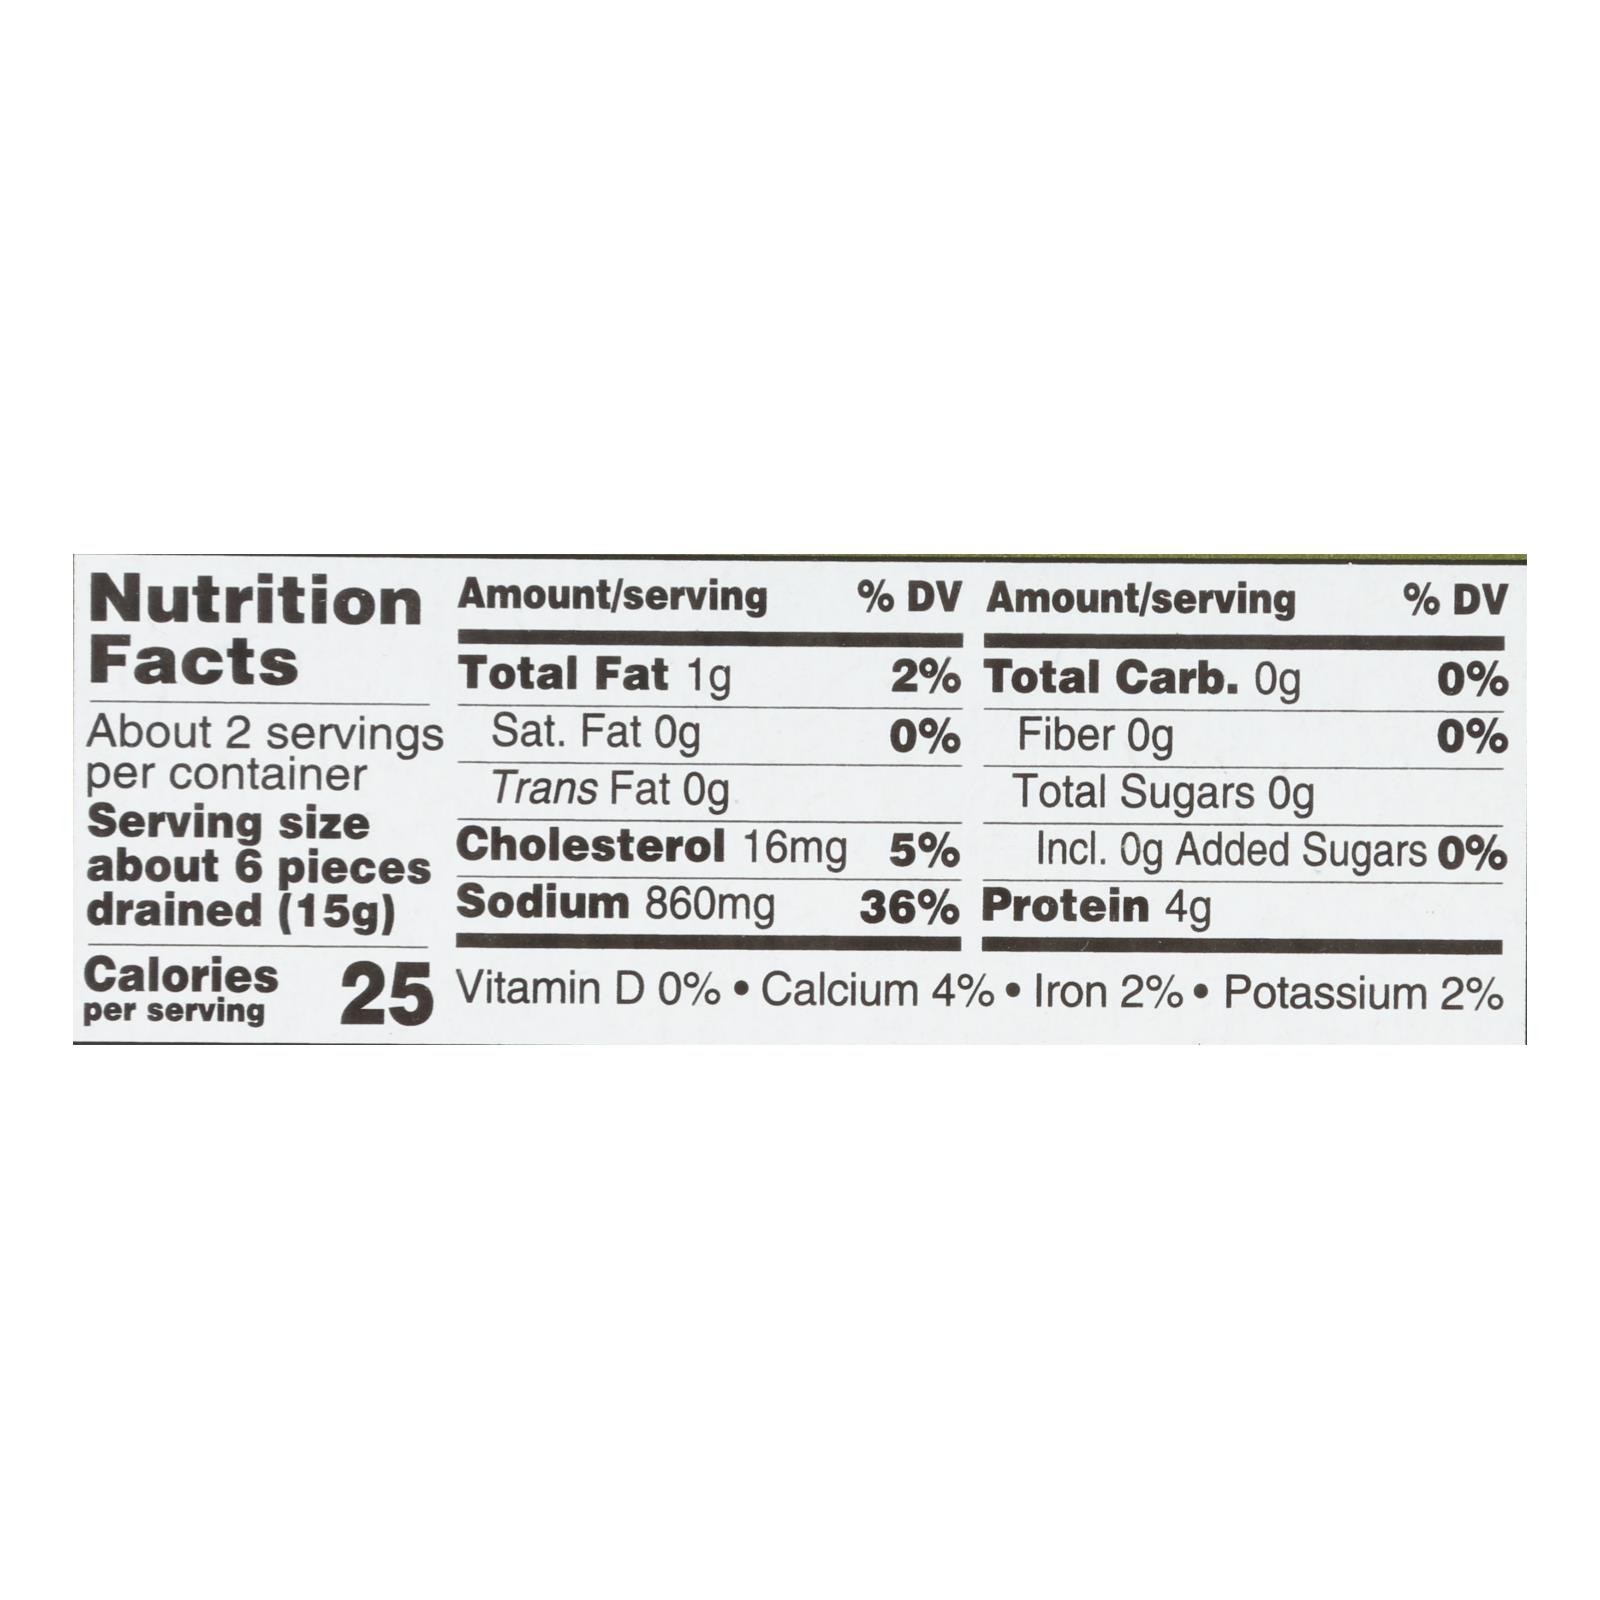 Nutrition
Facts
About 2 servings
per container
Serving size
about 6 pieces
drained (15g)
Calories 25
per serving
Amount/serving % DV
Total Fat 1g 2%
Sat. Fat 0g 0%
Trans Fat 0g
Cholesterol 16mg 5%
Sodium 860mg 36%
Amount/serving % DV
Total Carb. 0g 0%
Fiber 0g 0%
Total Sugars 0g
Incl. 0g Added Sugars 0%
Protein 4g
Vitamin D 0% • Calcium 4% • Iron 2% • Potassium 2%